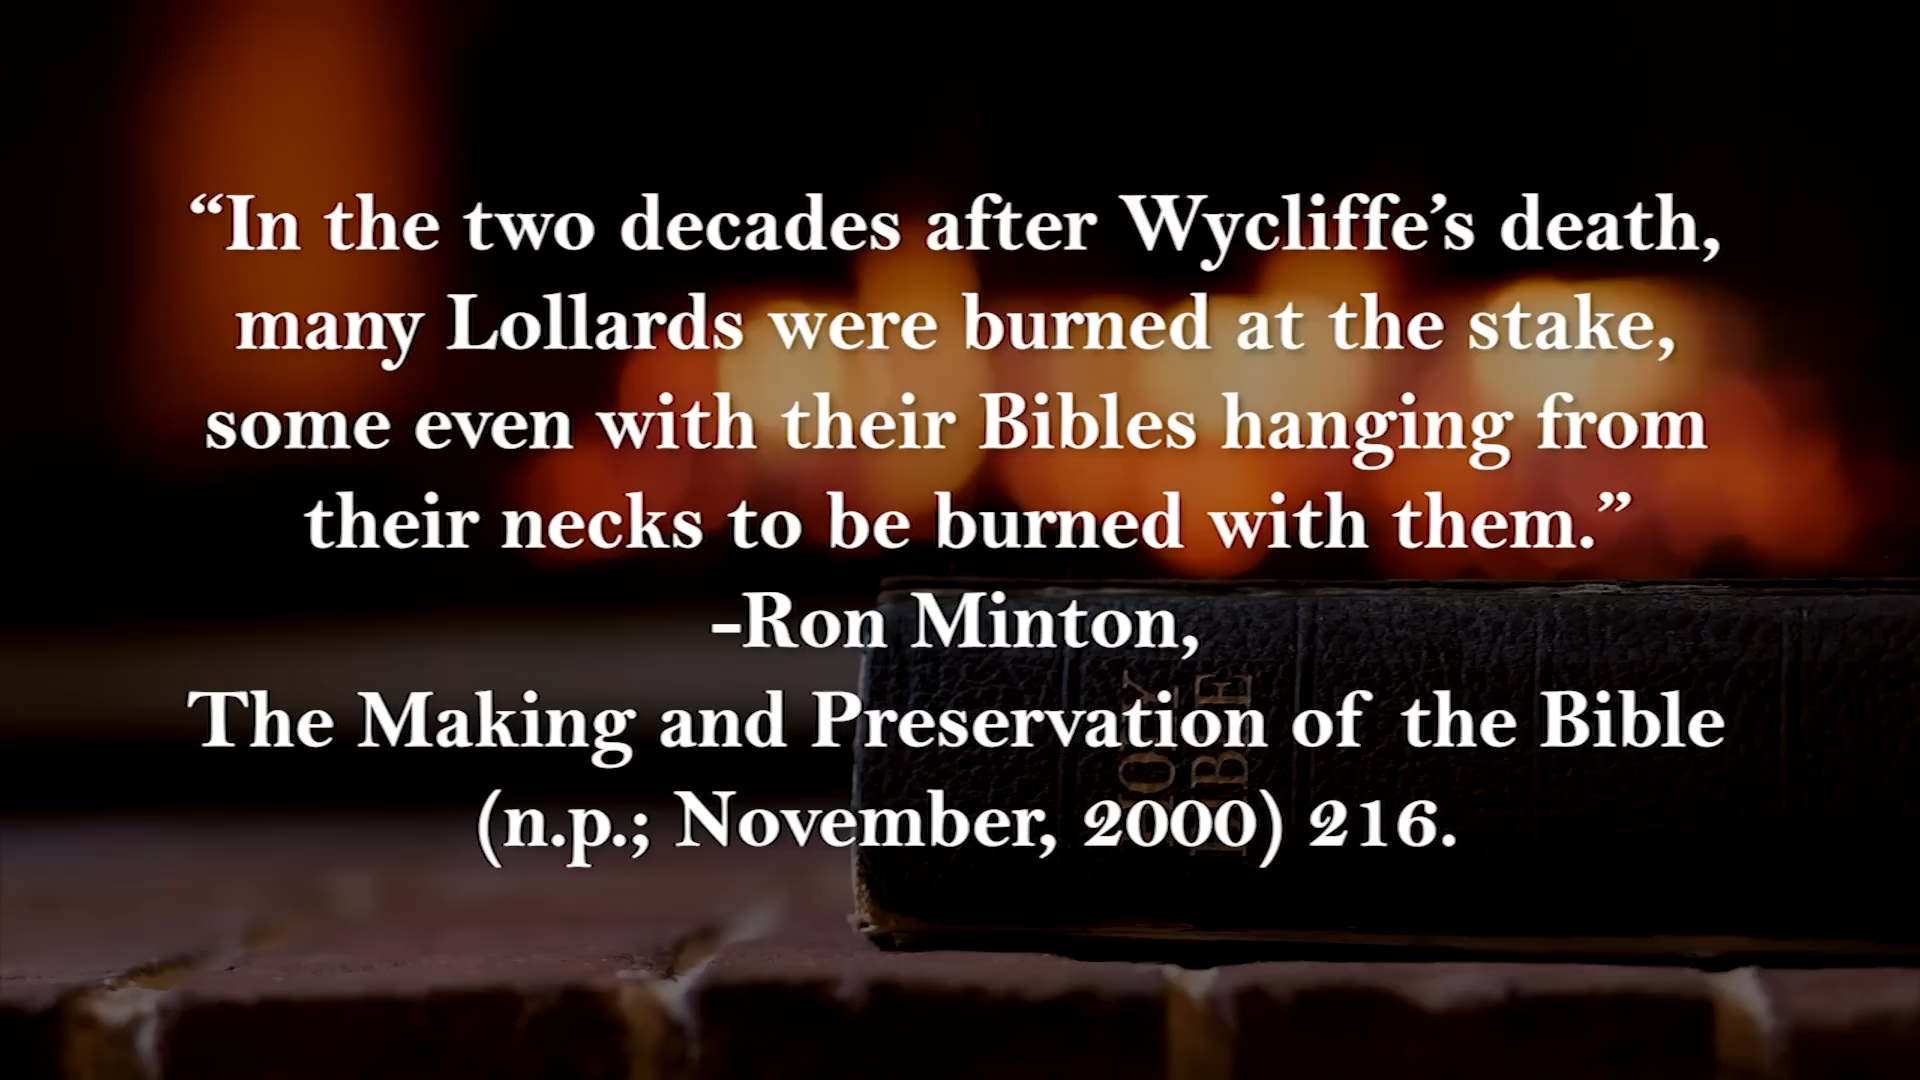 “In the two decades after Wycliffe’s death,
many Lollards were burned at the stake,
some even with their Bibles hanging from
their necks to be burned with them.”
-Ron Minton,
The Making and Preservation of the Bible
(n.p.; November, 2000) 216.
HOLY
BIBLE